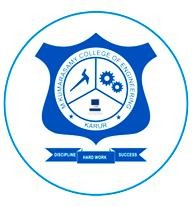 M.KUMARASAMY COLLEGE OF ENGINEERING
KARUR
DISCIPLINE HARD WORK SUCCESS